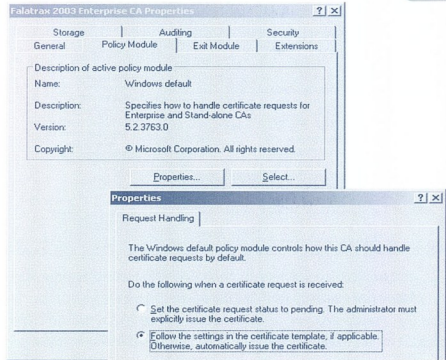 Falatrax 2003 Enterprise CA Properties
Storage Auditing Security
General Policy Module Exit Module Extensions
Description of active policy module
Name: Windows default
Description: Specifies how to handle certificate requests for
Enterprise and Stand-alone CAs
Version: 5.2.3763.0
Copyright: © Microsoft Corporation. All rights reserved.
Properties... Select...
Properties
Request Handling
The Windows default policy module controls how this CA should handle
certificate requests by default.
Do the following when a certificate request is received:
Set the certificate request status to pending. The administrator must
explicitly issue the certificate.
Follow the settings in the certificate template, if applicable.
Otherwise, automatically issue the certificate.